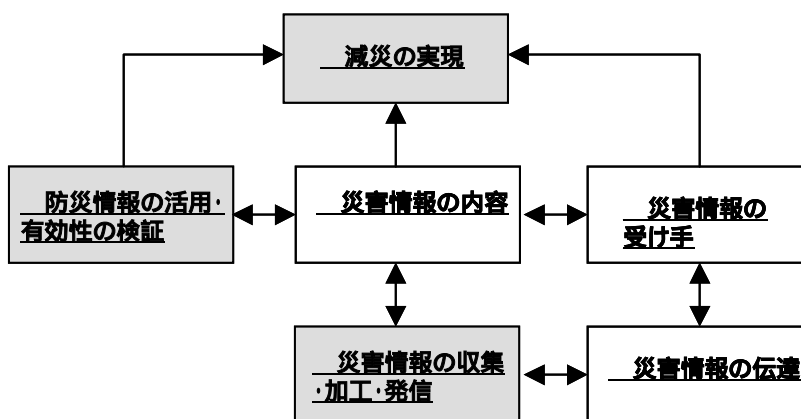 減災の実現
防災情報の活用・
有効性の検証
災害情報の内容
災害情報の
受け手
災害情報の収集
・加工・発信
災害情報の伝達